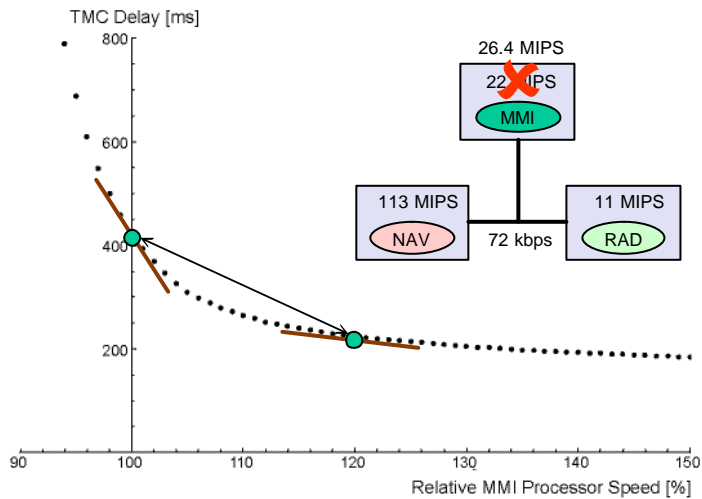 TMC Delay [ms]
800
600
400
200
90
100
110
120
130
140
150
Relative MMI Processor Speed [%]
26.4 MIPS
22 MIPS
MMI
113 MIPS
NAV
72 kbps
11 MIPS
RAD